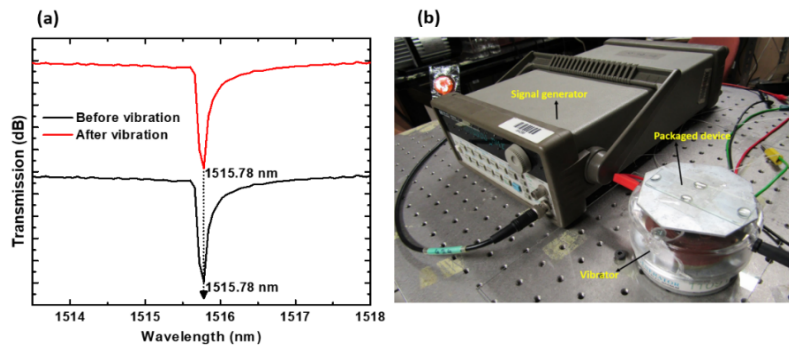 (a)
Before vibration
After vibration
1515.78 nm
1515.78 nm
Transmission (dB)
1514
1515
1516
1517
1518
Wavelength (nm)
(b)
Signal generator
Packaged device
Vibrator